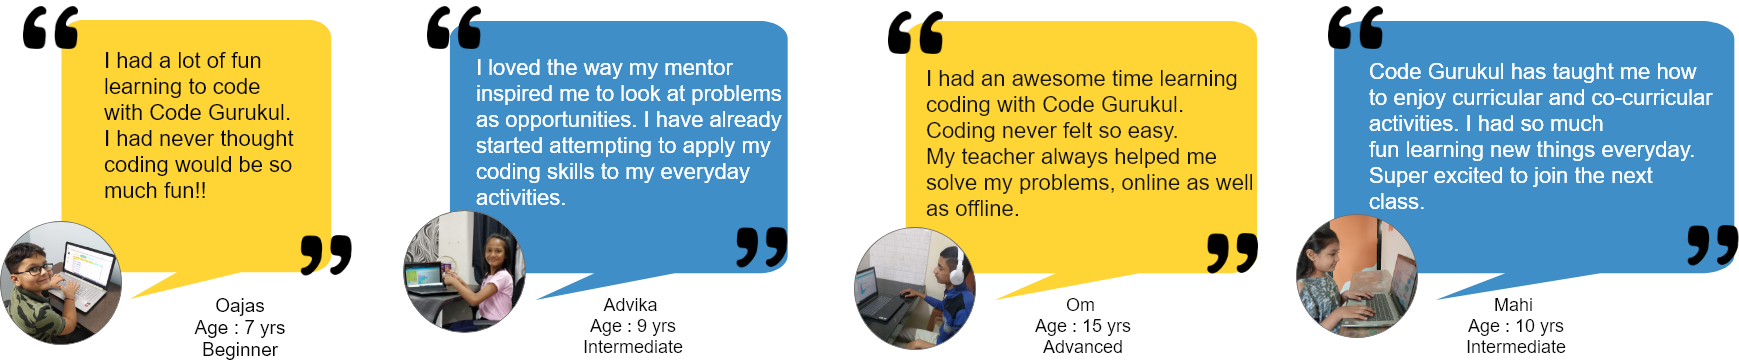 I had a lot of fun
learning to code
with Code Gurukul.
I had never thought
coding would be so
much fun!!
Oajas
Age : 7 yrs
Beginner
I loved the way my mentor
inspired me to look at problems
as opportunities. I have already
started attempting to apply my
coding skills to my everyday
activities.
Advika
Age : 9 yrs
Intermediate
I had an awesome time learning
coding with Code Gurukul.
Coding never felt so easy.
My teacher always helped me
solve my problems, online as well
as offline.
Om
Age : 15 yrs
Advanced
Code Gurukul has taught me how
to enjoy curricular and co-curricular
activities. I had so much
fun learning new things everyday.
Super excited to join the next
class.
Mahi
Age : 10 yrs
Intermediate